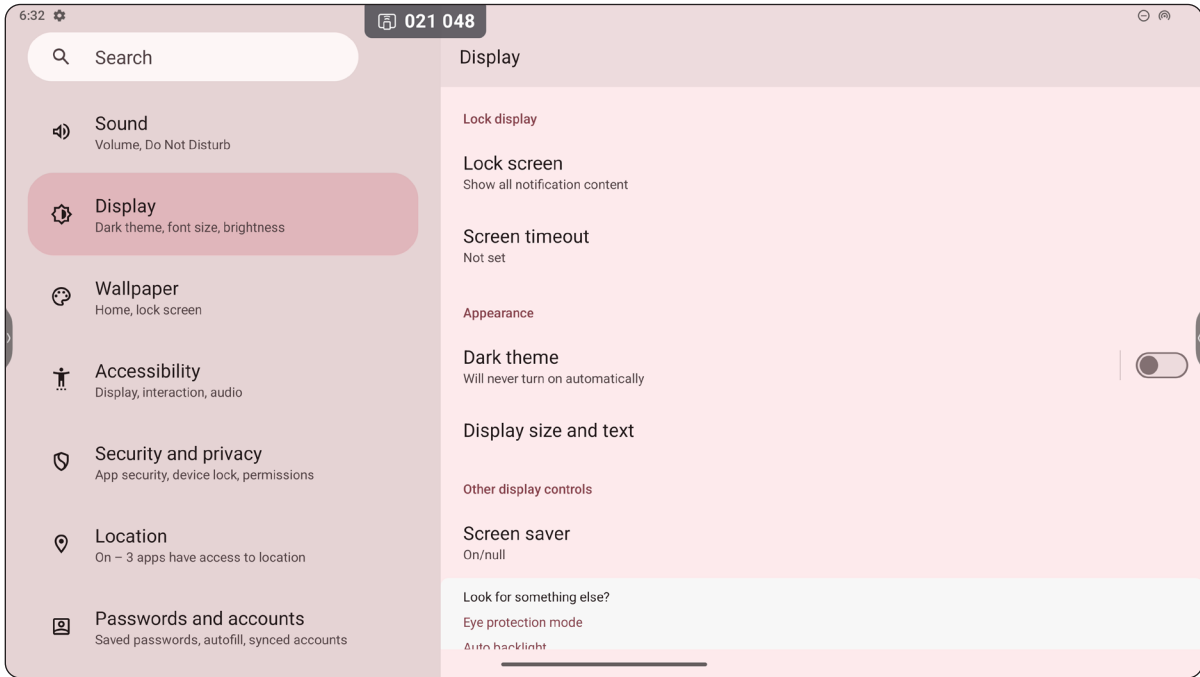 6:32
021 048
Search
Sound
Volume, Do Not Disturb
Display
Dark theme, font size, brightness
Wallpaper
Home, lock screen
Accessibility
Display, interaction, audio
Security and privacy
App security, device lock, permissions
Location
On – 3 apps have access to location
Passwords and accounts
Saved passwords, autofill, synced accounts
Display
Lock display
Lock screen
Show all notification content
Screen timeout
Not set
Appearance
Dark theme
Will never turn on automatically
Display size and text
Other display controls
Screen saver
On/null
Look for something else?
Eye protection mode
Auto backlight